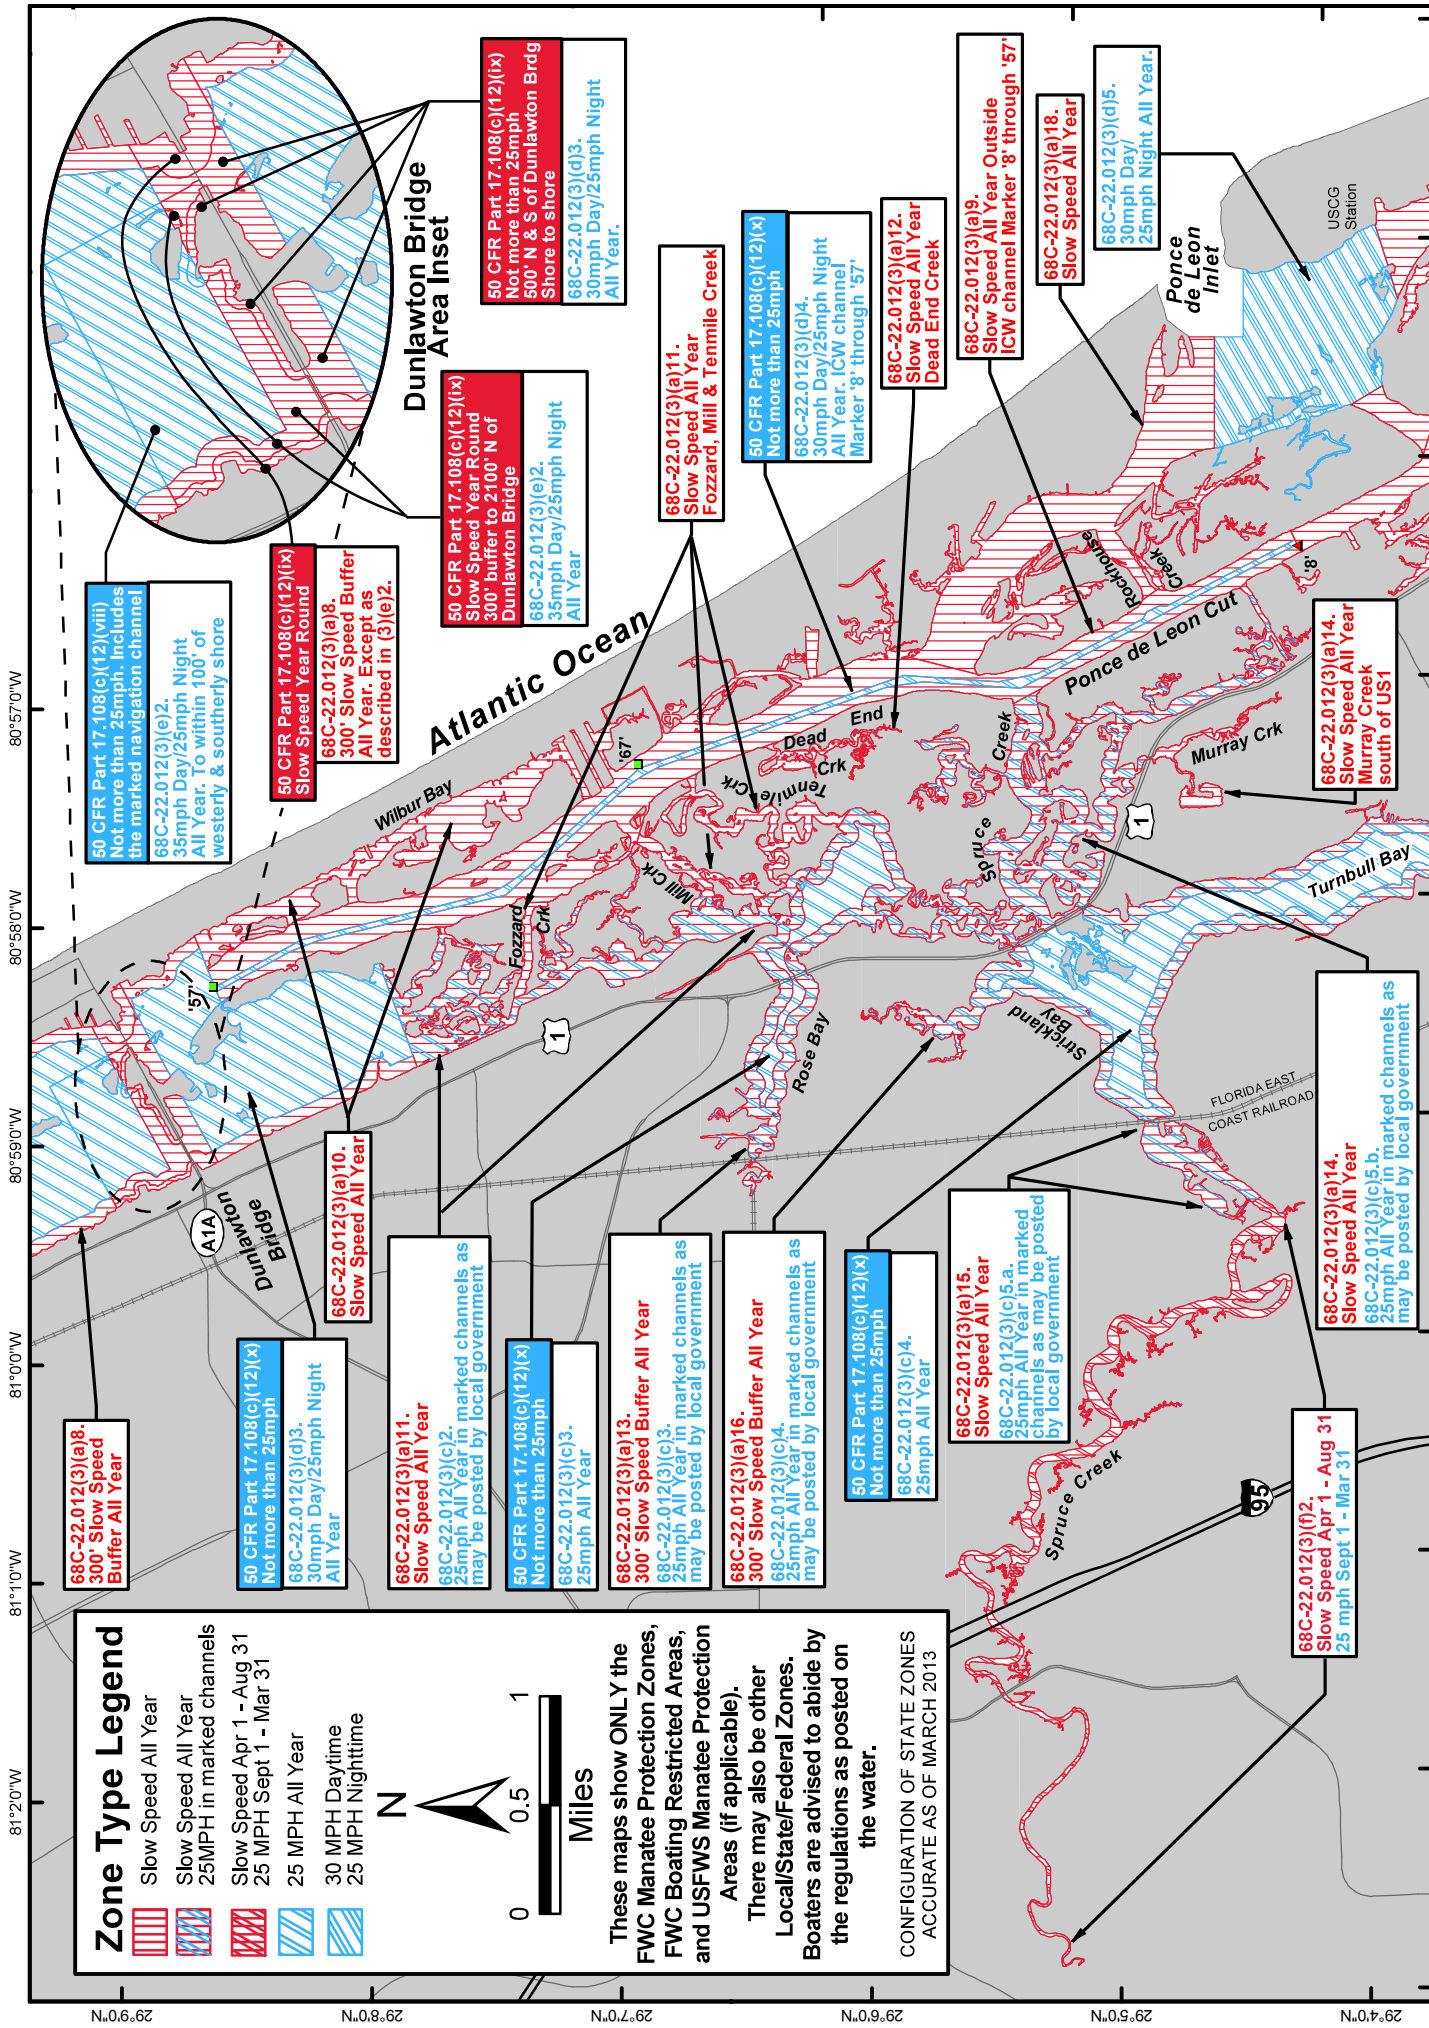 Zone Type Legend
Slow Speed All Year
Slow Speed All Year
25MPH in marked channels
Slow Speed Apr 1 - Aug 31
25 MPH Sept 1 - Mar 31
25 MPH All Year
30 MPH Daytime
25 MPH Nighttime
N
0
0.5
1
Miles
These maps show ONLY the
FWC Manatee Protection Zones,
FWC Boating Restricted Areas,
and USFWS Manatee Protection
Areas (if applicable).
There may also be other
Local/State/Federal Zones.
Boaters are advised to abide by
the regulations as posted on
the water.
CONFIGURATION OF STATE ZONES
ACCURATE AS OF MARCH 2013
81°2'0"W
81°1'0"W
81°0'0"W
80°59'0"W
80°58'0"W
80°57'0"W
29°9'0"N
29°8'0"N
29°7'0"N
29°6'0"N
29°5'0"N
29°4'0"N
68C-22.012(3)(a)8.
300' Slow Speed
Buffer All Year
50 CFR Part 17.108(c)(12)(x)
Not more than 25mph
68C-22.012(3)(d)3.
30mph Day/25mph Night
All Year
68C-22.012(3)(a)10.
Slow Speed All Year
68C-22.012(3)(a)11.
Slow Speed All Year
68C-22.012(3)(c)2.
25mph All Year in marked channels as
may be posted by local government
50 CFR Part 17.108(c)(12)(x)
Not more than 25mph
68C-22.012(3)(c)3.
25mph All Year
68C-22.012(3)(a)13.
300' Slow Speed Buffer All Year
68C-22.012(3)(c)3.
25mph All Year in marked channels as
may be posted by local government
68C-22.012(3)(a)16.
300' Slow Speed Buffer All Year
68C-22.012(3)(c)4.
25mph All Year in marked channels as
may be posted by local government
50 CFR Part 17.108(c)(12)(x)
Not more than 25mph
68C-22.012(3)(c)4.
25mph All Year
68C-22.012(3)(a)15.
Slow Speed All Year
68C-22.012(3)(c)5.a.
25mph All Year in marked
channels as may be posted
by local government
68C-22.012(3)(f)2.
Slow Speed Apr 1 - Aug 31
25 mph Sept 1 - Mar 31
68C-22.012(3)(a)14.
Slow Speed All Year
68C-22.012(3)(c)5.b.
25mph All Year in marked channels as
may be posted by local government
50 CFR Part 17.108(c)(12)(viii)
Not more than 25mph. Includes
the marked navigation channel
68C-22.012(3)(e)2.
35mph Day/25mph Night
All Year. To within 100' of
westerly & southerly shore
50 CFR Part 17.108(c)(12)(ix)
Slow Speed Year Round
68C-22.012(3)(a)8.
300' Slow Speed Buffer
All Year. Except as
described in (3)(e)2.
50 CFR Part 17.108(c)(12)(ix)
Slow Speed Year Round
300' buffer to 2100' N of
Dunlawton Bridge
68C-22.012(3)(e)2.
35mph Day/25mph Night
All Year
50 CFR Part 17.108(c)(12)(ix)
Not more than 25mph
500' N & S of Dunlawton Brdg
Shore to shore
68C-22.012(3)(d)3.
30mph Day/25mph Night
All Year.
Dunlawton Bridge
Area Inset
68C-22.012(3)(a)11.
Slow Speed All Year
Fozzard, Mill & Tenmile Creek
50 CFR Part 17.108(c)(12)(x)
Not more than 25mph
68C-22.012(3)(d)4.
30mph Day/25mph Night
All Year. ICW channel
Marker '8' through '57'
68C-22.012(3)(a)12.
Slow Speed All Year
Dead End Creek
68C-22.012(3)(a)9.
Slow Speed All Year Outside
ICW channel Marker '8' through '57'
68C-22.012(3)(a)18.
Slow Speed All Year
68C-22.012(3)(d)5.
30mph Day/
25mph Night All Year.
68C-22.012(3)(a)14.
Slow Speed All Year
Murray Creek
south of US1
Atlantic Ocean
Wilbur Bay
Dunlawton
Bridge
A1A
'57'
'67'
'8'
1
1
95
Fozzard
Crk
Mill Crk
Tenmile Crk
Dead
End
Crk
Rose Bay
Strickland
Bay
Spruce
Creek
Spruce Creek
Murray Crk
Turnbull Bay
Ponce de Leon Cut
Rockhouse
Creek
Ponce
de Leon
Inlet
USCG
Station
FLORIDA EAST
COAST RAILROAD